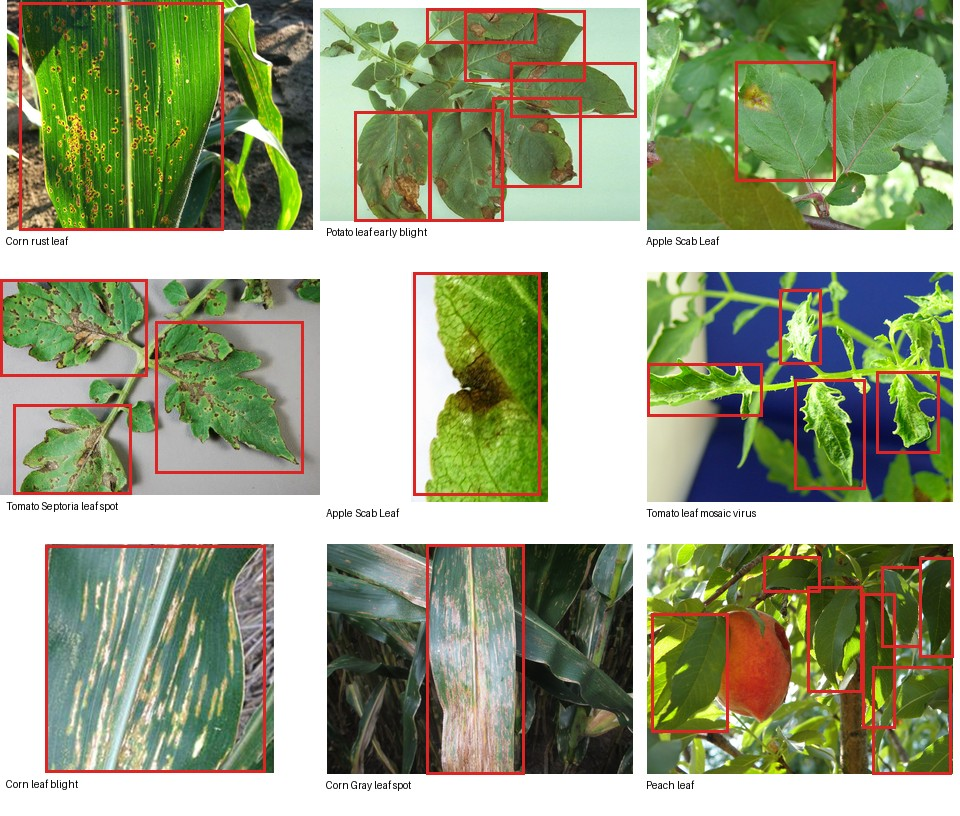 Corn rust leaf
Potato leaf early blight
Apple Scab Leaf
Tomato Septoria leaf spot
Apple Scab Leaf
Tomato leaf mosaic virus
Corn leaf blight
Corn Gray leaf spot
Peach leaf